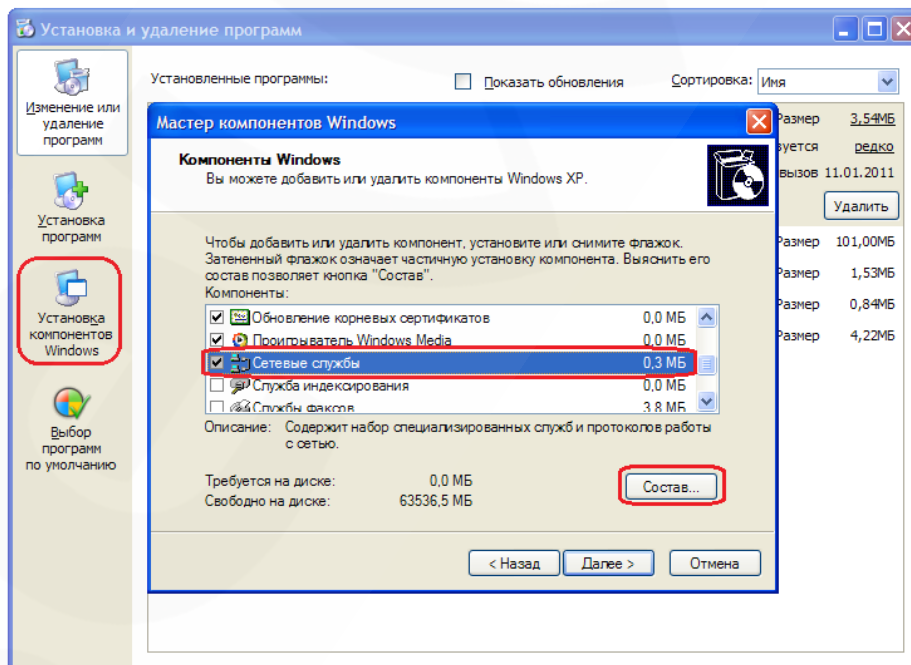 Установка и удаление программ
Изменение или
удаление
программ
Установка
программ
Установка
компонентов
Windows
Выбор
программ
по умолчанию
Установленные программы:
Показать обновления
Сортировка: Имя
Размер 3,54МБ
зуется редко
вызов 11.01.2011
Удалить
Размер 101,00МБ
Размер 1,53МБ
Размер 0,84МБ
Размер 4,22МБ
Мастер компонентов Windows
Компоненты Windows
Вы можете добавить или удалить компоненты Windows XP.
Чтобы добавить или удалить компонент, установите или снимите флажок.
Затененный флажок означает частичную установку компонента. Выяснить его
состав позволяет кнопка "Состав".
Компоненты:
Обновление корневых сертификатов 0,0 МБ
Проигрыватель Windows Media 0,0 МБ
Сетевые службы 0,3 МБ
Служба индексирования 0,0 МБ
Службы факсов 3,8 МБ
Описание: Содержит набор специализированных служб и протоколов работы
с сетью.
Требуется на диске: 0,0 МБ
Свободно на диске: 63536,5 МБ
Состав...
< Назад
Далее >
Отмена